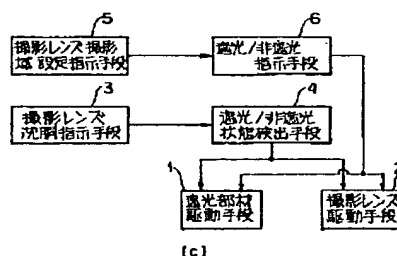 5
撮影レンズ撮影
域設定指示手段
6
遮光/非遮光
指示手段
3
撮影レンズ
沈胴指示手段
4
遮光/非遮光
状態検出手段
1
遮光部材
駆動手段
2
撮影レンズ
駆動手段
[c]